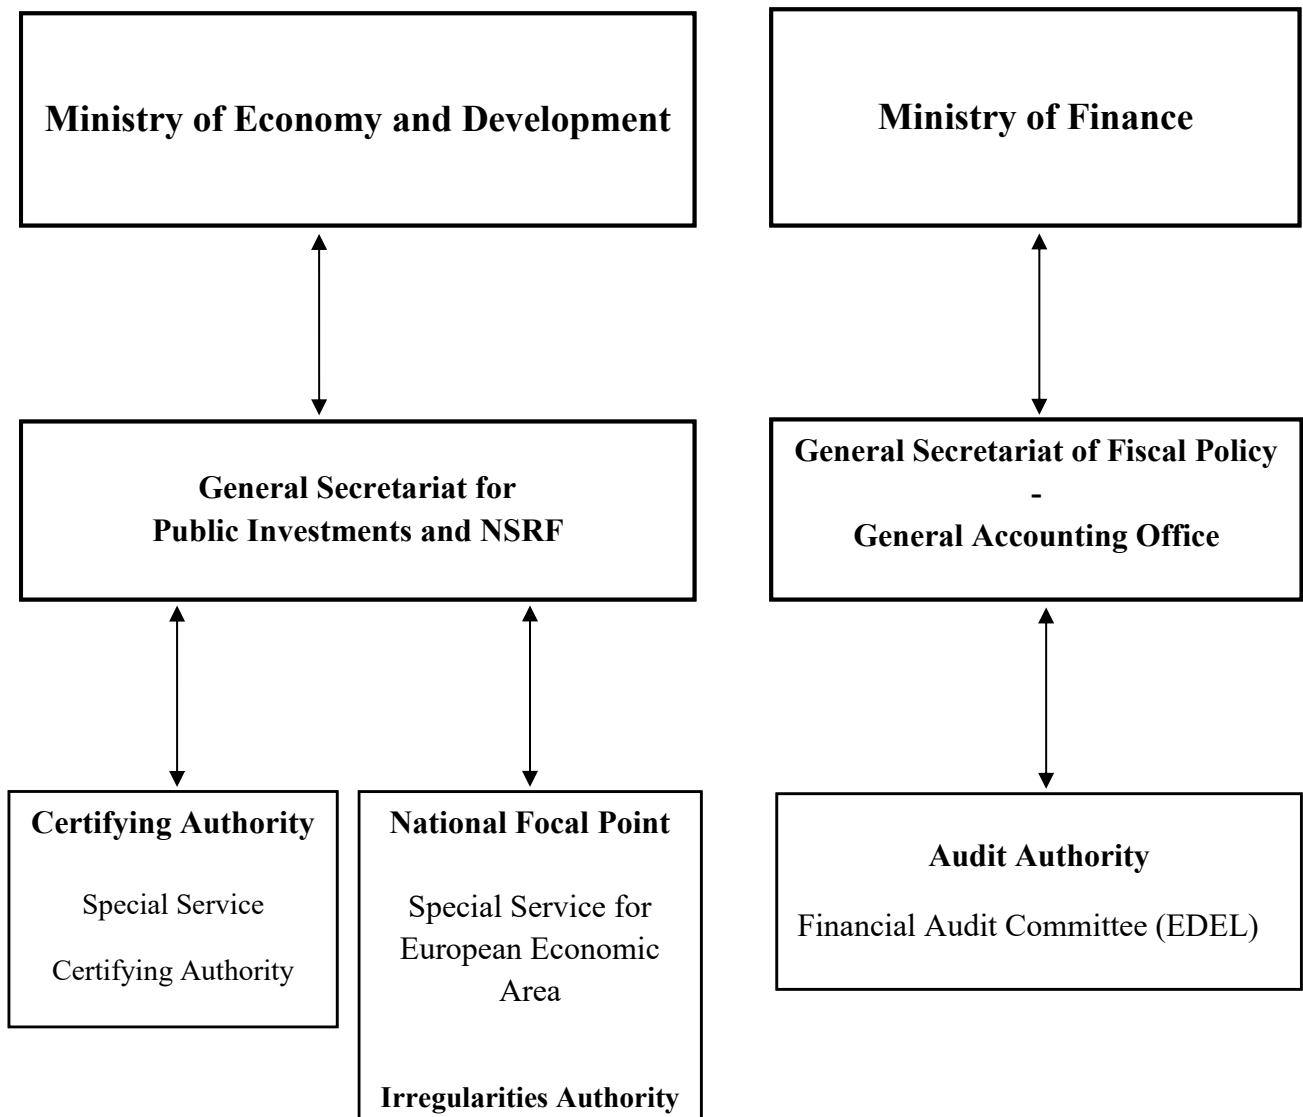 Ministry of Economy and Development
Ministry of Finance
General Secretariat for
Public Investments and NSRF
General Secretariat of Fiscal Policy
-
General Accounting Office
Certifying Authority
Special Service
Certifying Authority
National Focal Point
Special Service for
European Economic
Area
Irregularities Authority
Audit Authority
Financial Audit Committee (EDEL)